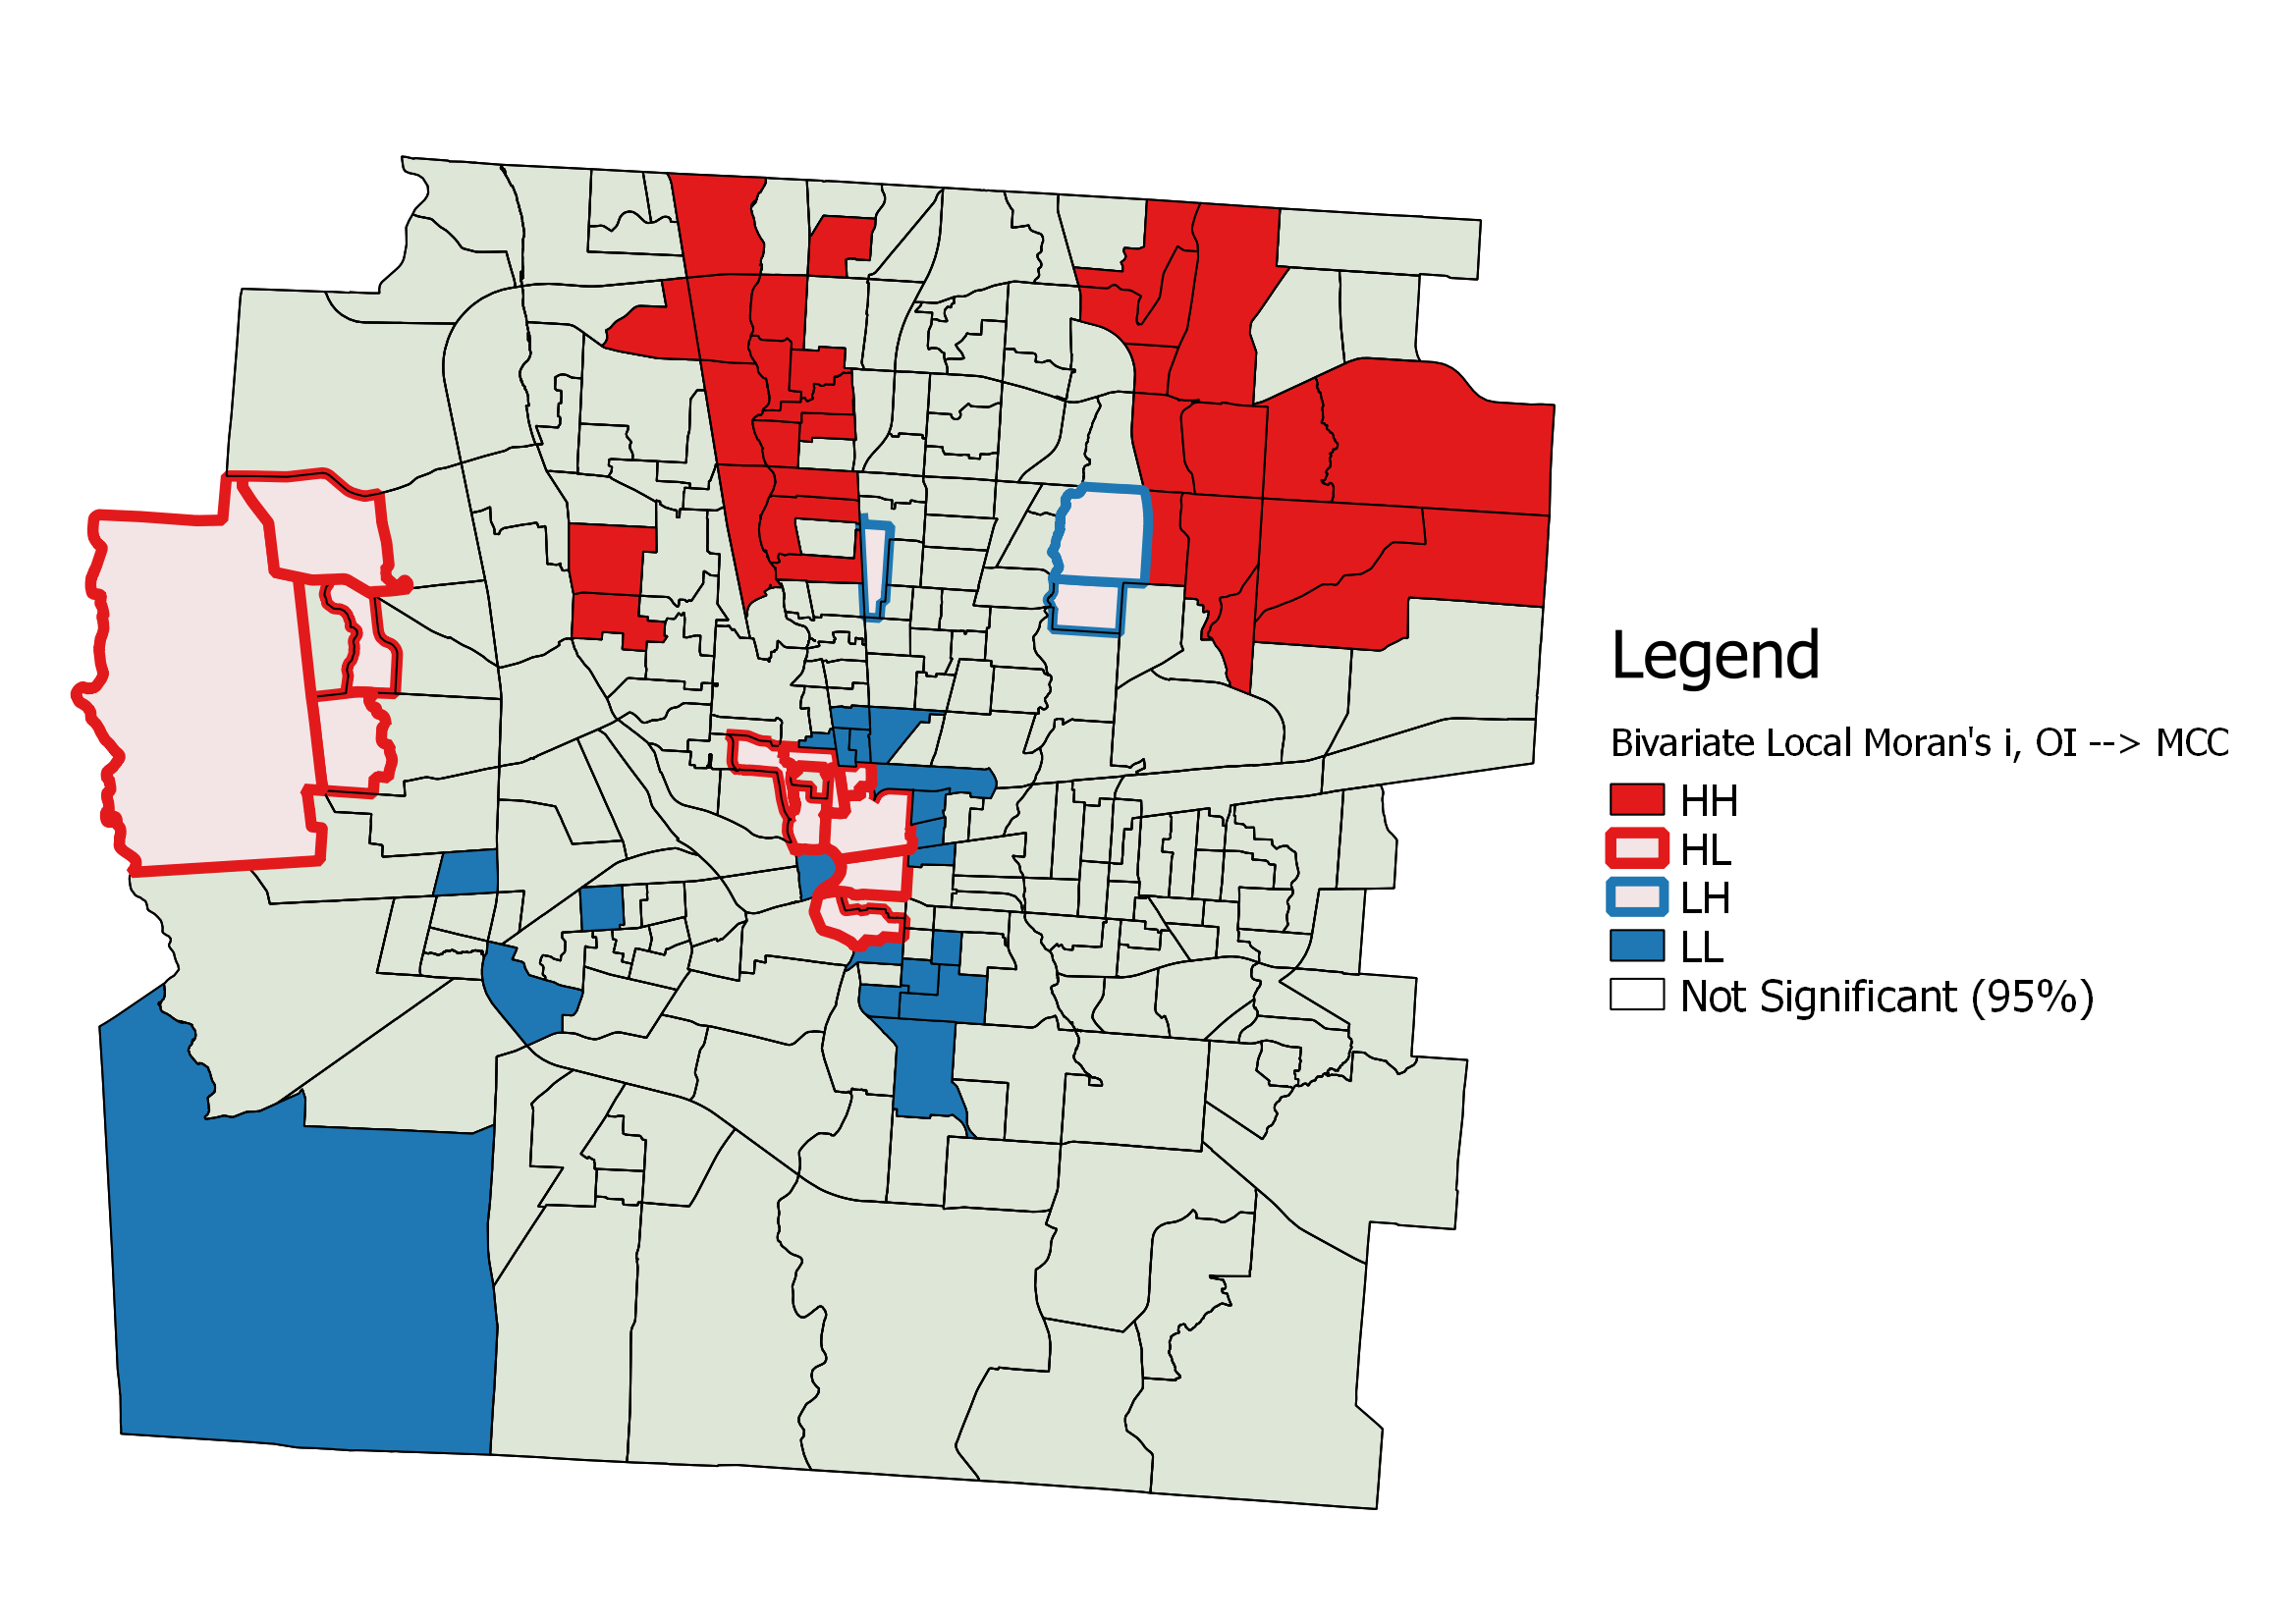 Legend
Bivariate Local Moran's i, OI --> MCC
HH
HL
LH
LL
Not Significant (95%)